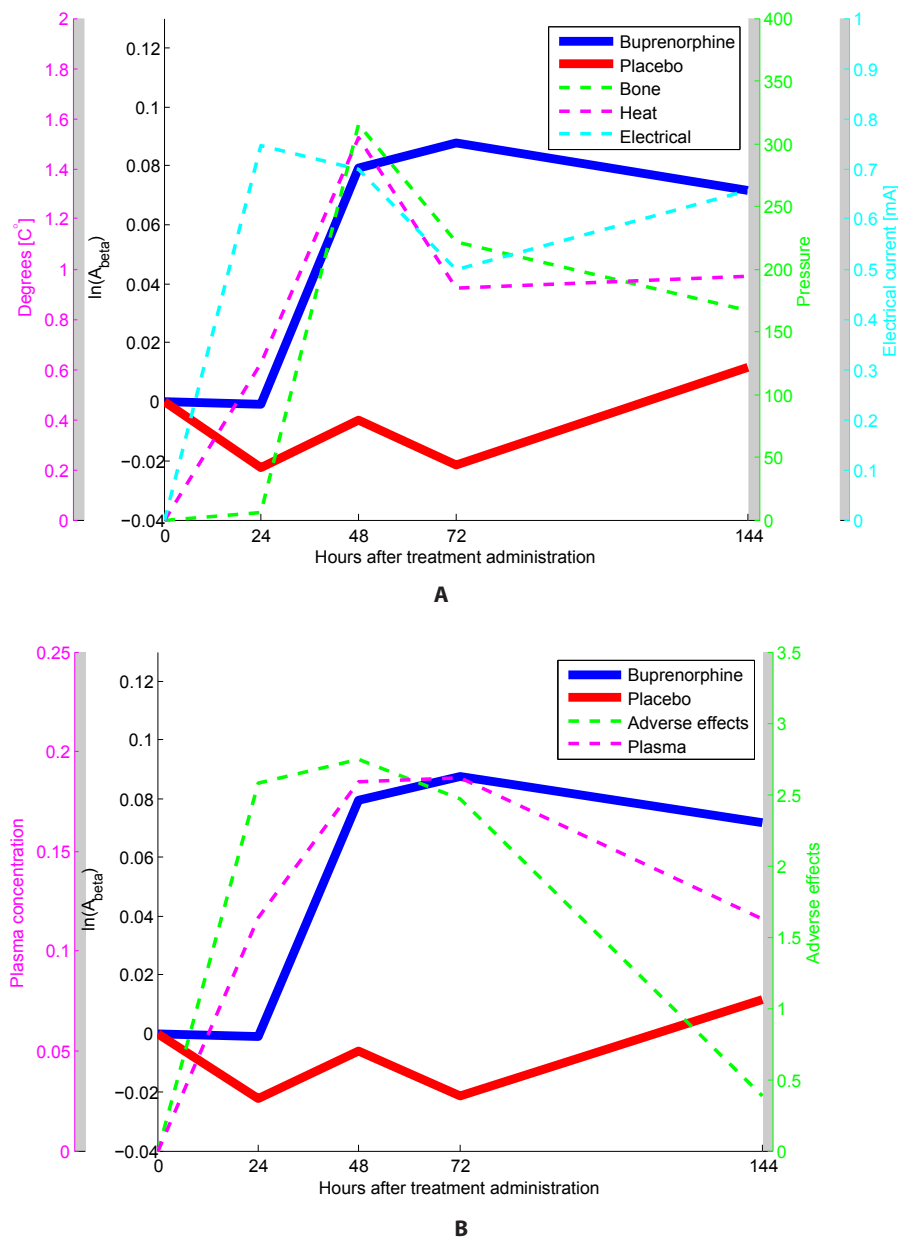 2
1.8
1.6
1.4
1.2
1
0.8
0.6
0.4
0.2
0
Degrees [C°]
0.12
0.1
0.08
0.06
0.04
0.02
0
−0.02
−0.04
ln(A_beta)
Buprenorphine
Placebo
Bone
Heat
Electrical
400
350
300
250
200
150
100
50
0
Pressure
1
0.9
0.8
0.7
0.6
0.5
0.4
0.3
0.2
0.1
0
Electrical current [mA]
0 24 48 72 144
Hours after treatment administration
A
0.25
0.2
0.15
0.1
0.05
0
Plasma concentration
0.12
0.1
0.08
0.06
0.04
0.02
0
−0.02
−0.04
ln(A_beta)
Buprenorphine
Placebo
Adverse effects
Plasma
3.5
3
2.5
2
1.5
1
0.5
0
Adverse effects
0 24 48 72 144
Hours after treatment administration
B